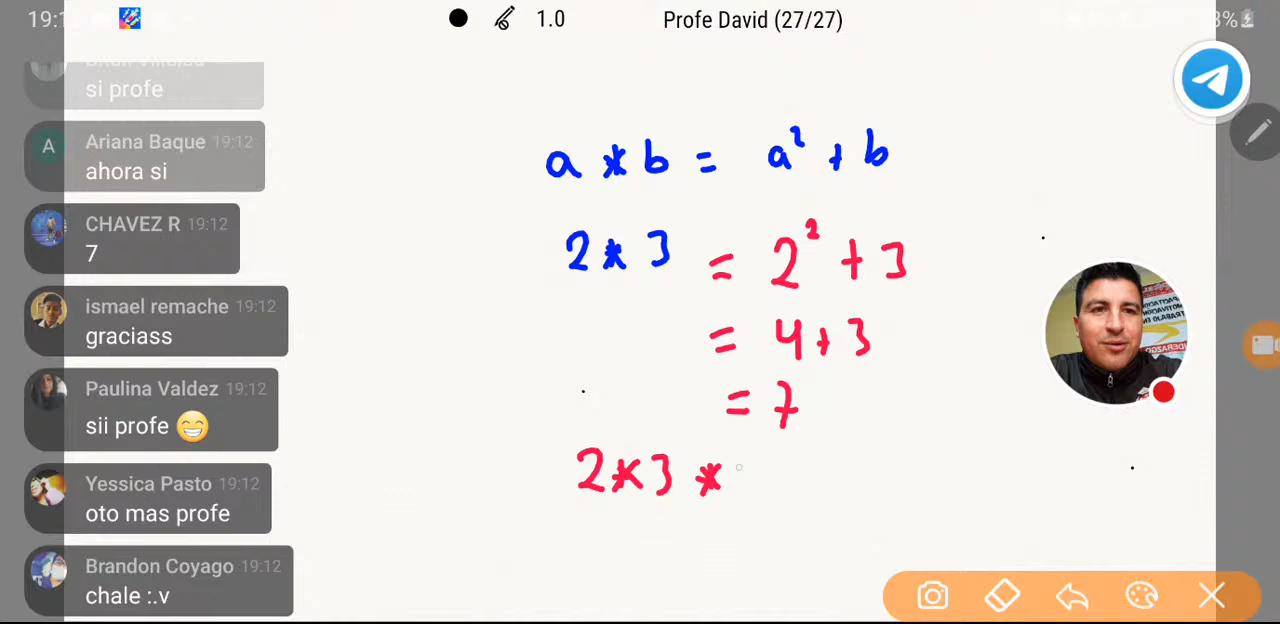 1.0
Profe David (27/27)
si profe
Ariana Baque 19:12
ahora si
CHAVEZ R 19:12
7
ismael remache 19:12
graciass
Paulina Valdez 19:12
sii profe 😁
Yessica Pasto 19:12
oto mas profe
Brandon Coyago 19:12
chale :.v
a * b = a² + b
2 * 3 = 2² + 3
= 4 + 3
= 7
2 * 3 *